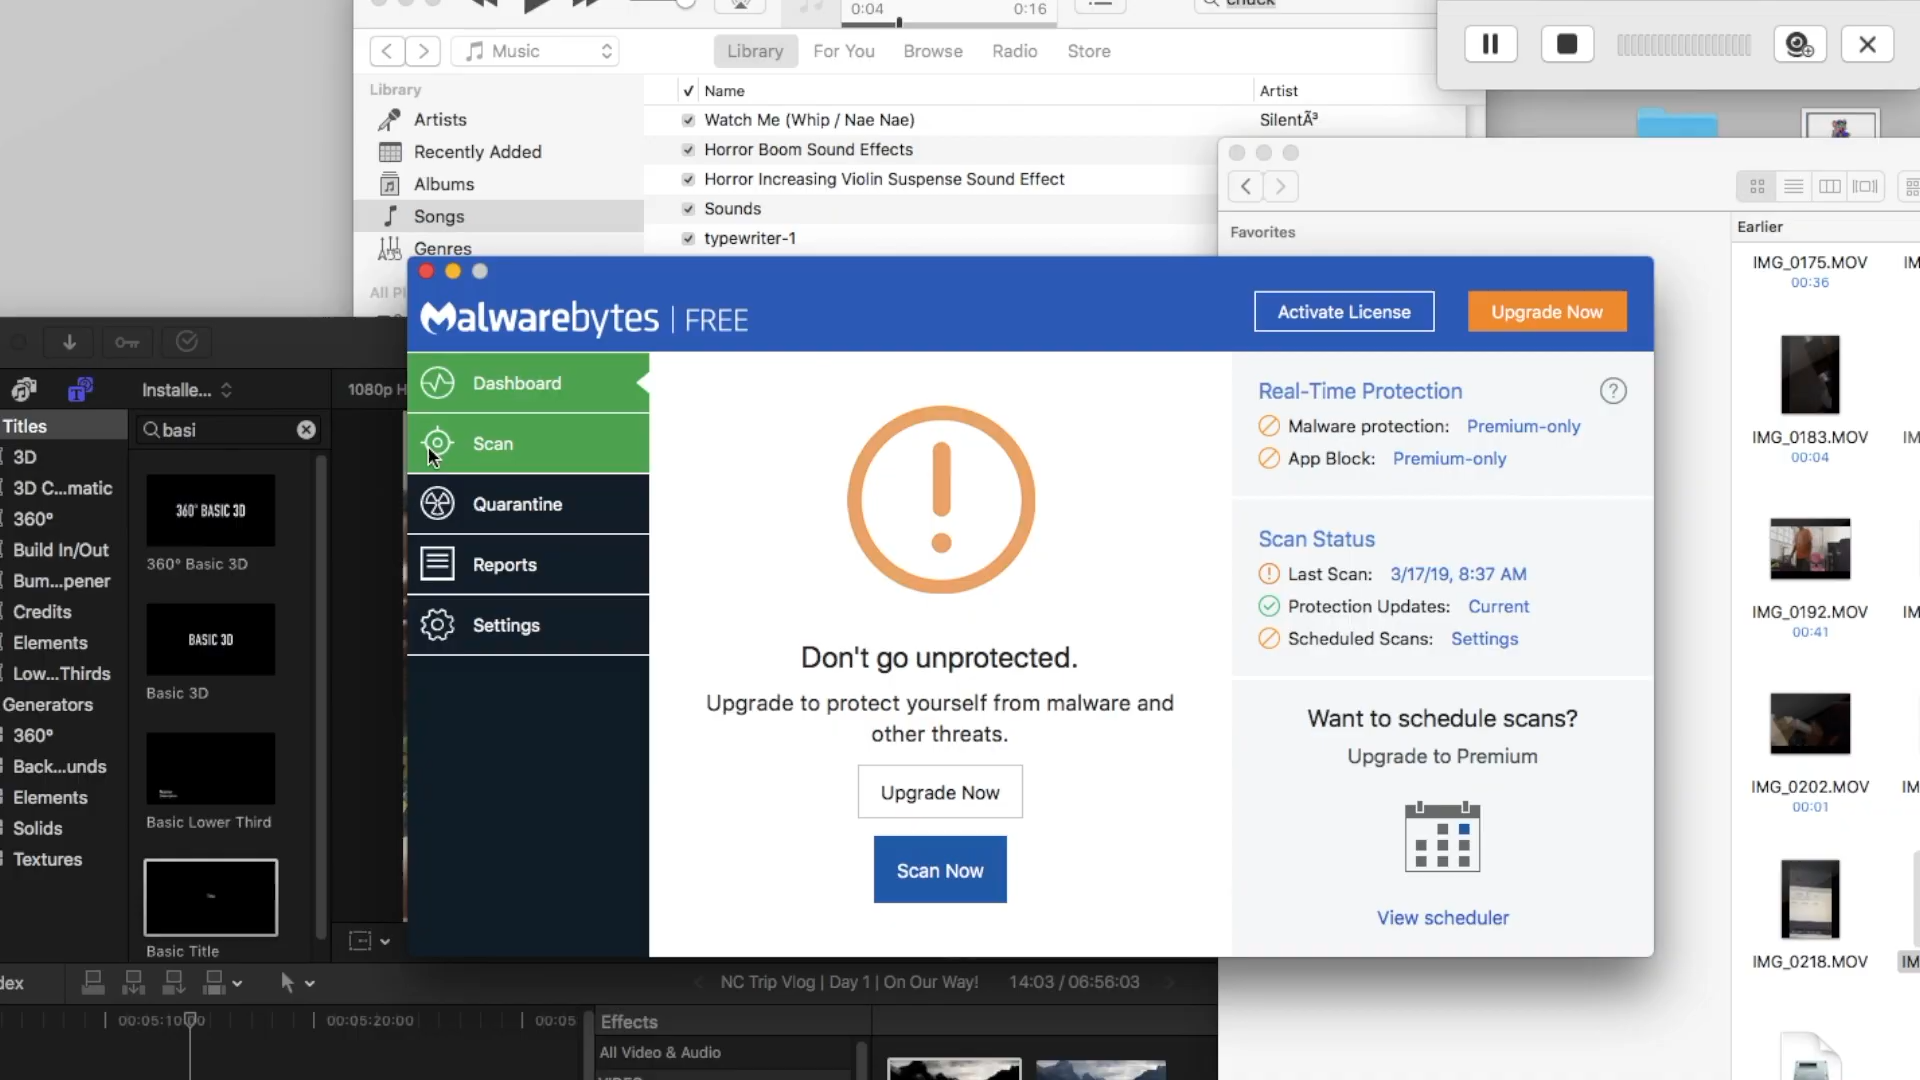 0:04
0:16
chuck
Music
Library
For You
Browse
Radio
Store
Library
Artists
Recently Added
Albums
Songs
Genres
✓ Name
Artist
Watch Me (Whip / Nae Nae)
SilentÃ³
Horror Boom Sound Effects
Horror Increasing Violin Suspense Sound Effect
Sounds
typewriter-1
Favorites
Earlier
IMG_0175.MOV
00:36
IMG_0183.MOV
00:04
IMG_0192.MOV
00:41
IMG_0202.MOV
00:01
IMG_0218.MOV
Malwarebytes | FREE
Activate License
Upgrade Now
Dashboard
Scan
Quarantine
Reports
Settings
Don't go unprotected.
Upgrade to protect yourself from malware and
other threats.
Upgrade Now
Scan Now
Real-Time Protection
?
Malware protection: Premium-only
App Block: Premium-only
Scan Status
Last Scan: 3/17/19, 8:37 AM
Protection Updates: Current
Scheduled Scans: Settings
Want to schedule scans?
Upgrade to Premium
View scheduler
Installe...
1080p H
Titles
basi
3D
3D C...matic
360°
Build In/Out
Bum...pener
Credits
Elements
Low...Thirds
Generators
360°
Back...unds
Elements
Solids
Textures
360° BASIC 3D
360° Basic 3D
BASIC 3D
Basic 3D
Basic Lower Third
Basic Title
dex
NC Trip Vlog | Day 1 | On Our Way!
14:03 / 06:56:03
00:05:10:00
00:05:20:00
00:05
Effects
All Video & Audio